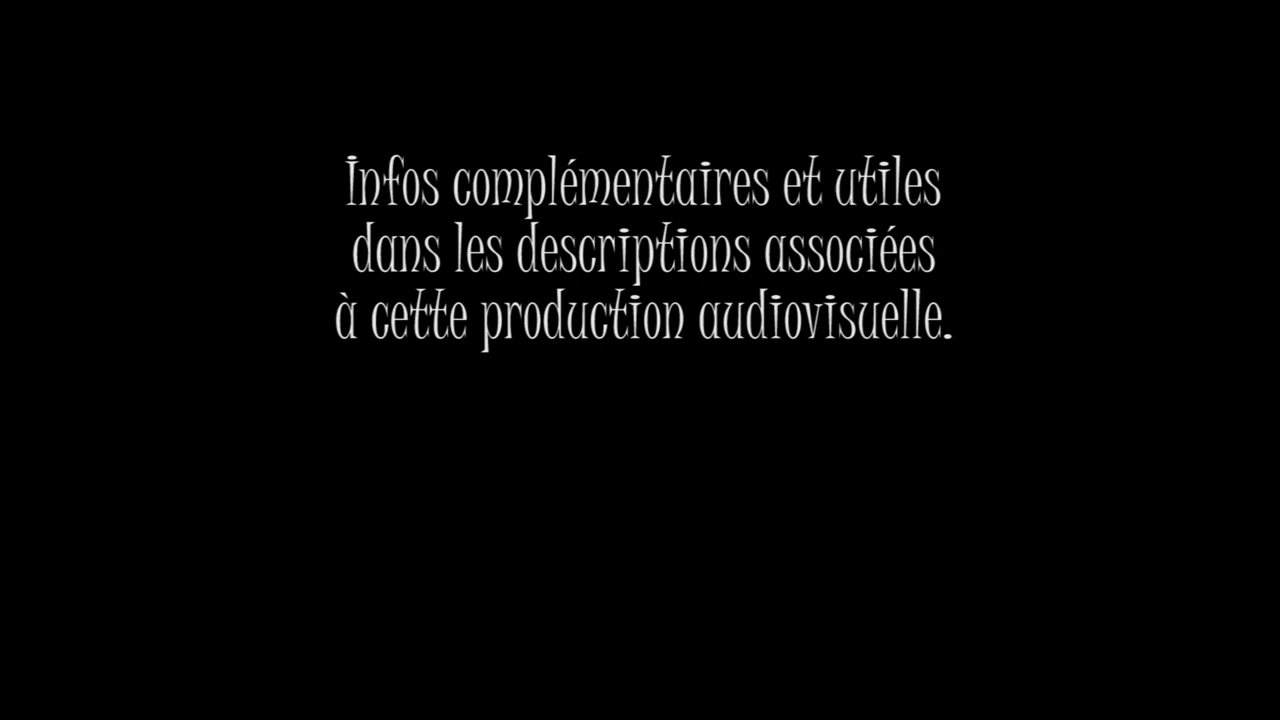 Infos complémentaires et utiles
dans les descriptions associées
à cette production audiovisuelle.